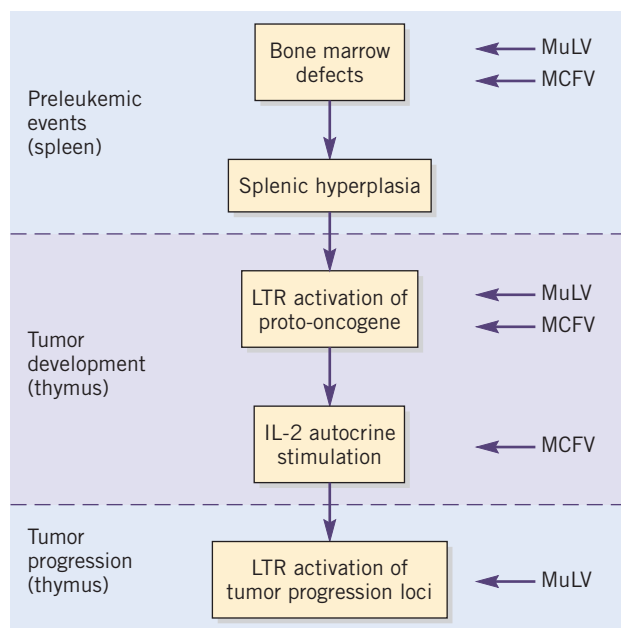 Bone marrow
defects
MuLV
MCFV
Preleukemic
events
(spleen)
Splenic hyperplasia
LTR activation of
proto-oncogene
MuLV
MCFV
Tumor
development
(thymus)
IL-2 autocrine
stimulation
MCFV
Tumor
progression
(thymus)
LTR activation of
tumor progression loci
MuLV